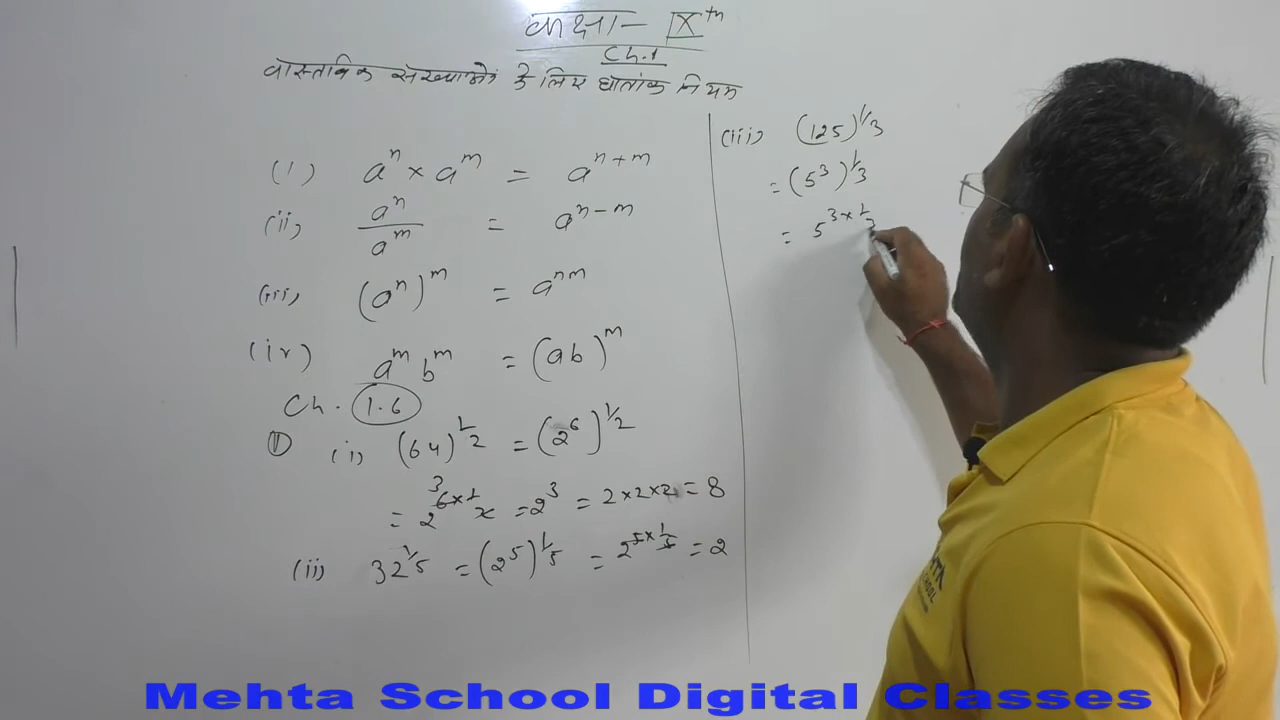 कक्षा - IXth
Ch.1
वास्तविक संख्याओं के लिए घातांक नियम
(i) aⁿ × aᵐ = aⁿ⁺ᵐ
(ii) aⁿ/aᵐ = aⁿ⁻ᵐ
(iii) (aⁿ)ᵐ = aⁿᵐ
(iv) aᵐ bᵐ = (ab)ᵐ
Ch. 1.6
① (i) (64)^1/2 = (2⁶)^1/2
3
= 2^6×1/2 = 2³ = 2×2×2 = 8
(ii) 32^1/5 = (2⁵)^1/5 = 2^5×1/5 = 2
(iii) (125)^1/3
= (5³)^1/3
= 5^3×1/3
SCHOOL
Mehta School Digital Classes